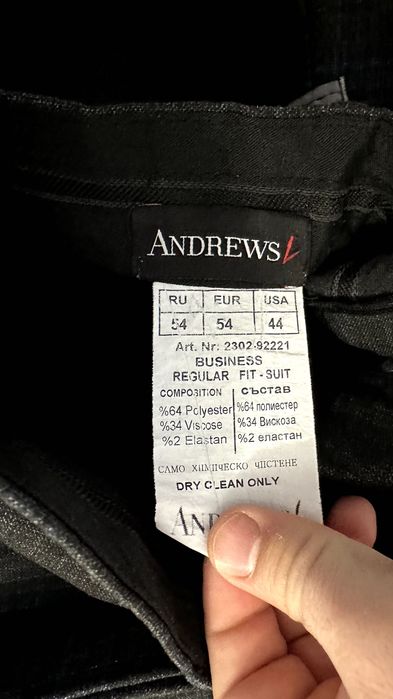 ANDREWS
RU EUR USA
54 54 44
Art. Nr: 2302-92221
BUSINESS
REGULAR FIT - SUIT
COMPOSITION СЪСТАВ
%64 Polyester %64 полиестер
%34 Viscose %34 Вискоза
%2 Elastan %2 еластан
САМО ХИМИЧЕСКО ЧИСТЕНЕ
DRY CLEAN ONLY